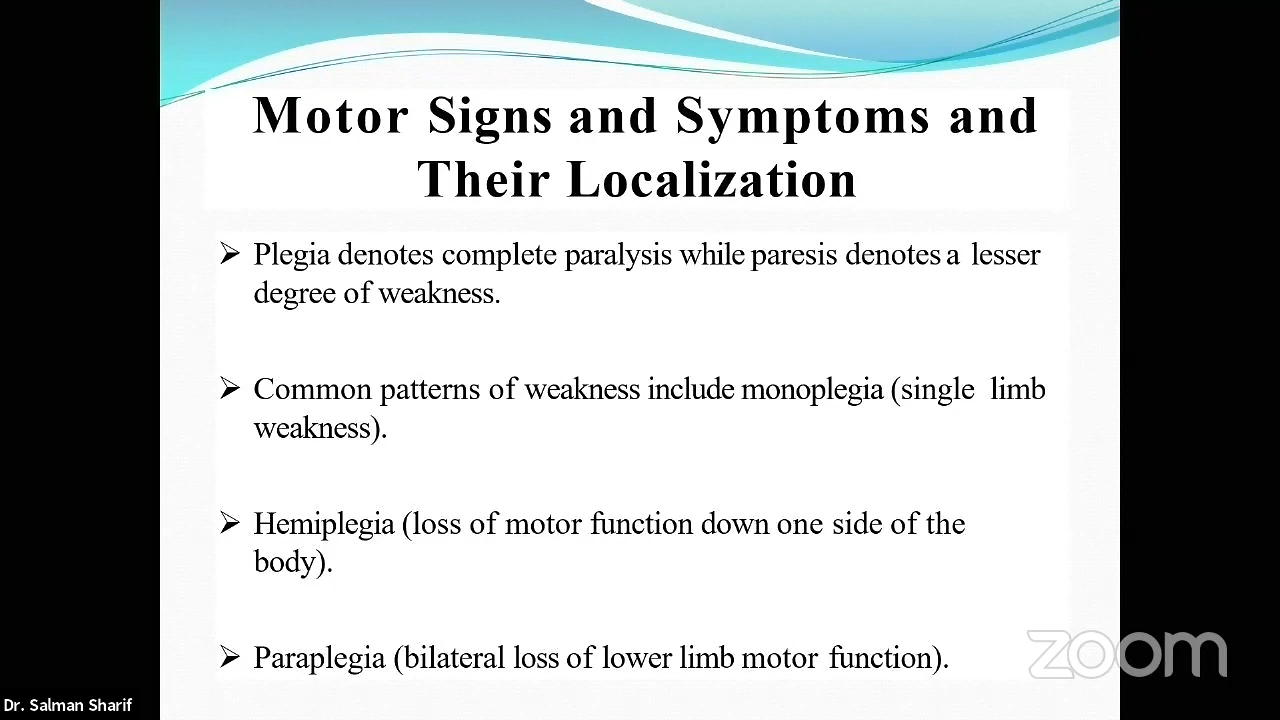 Motor Signs and Symptoms and
Their Localization
➢ Plegia denotes complete paralysis while paresis denotes a lesser
degree of weakness.
➢ Common patterns of weakness include monoplegia (single limb
weakness).
➢ Hemiplegia (loss of motor function down one side of the
body).
➢ Paraplegia (bilateral loss of lower limb motor function).
zoom
Dr. Salman Sharif